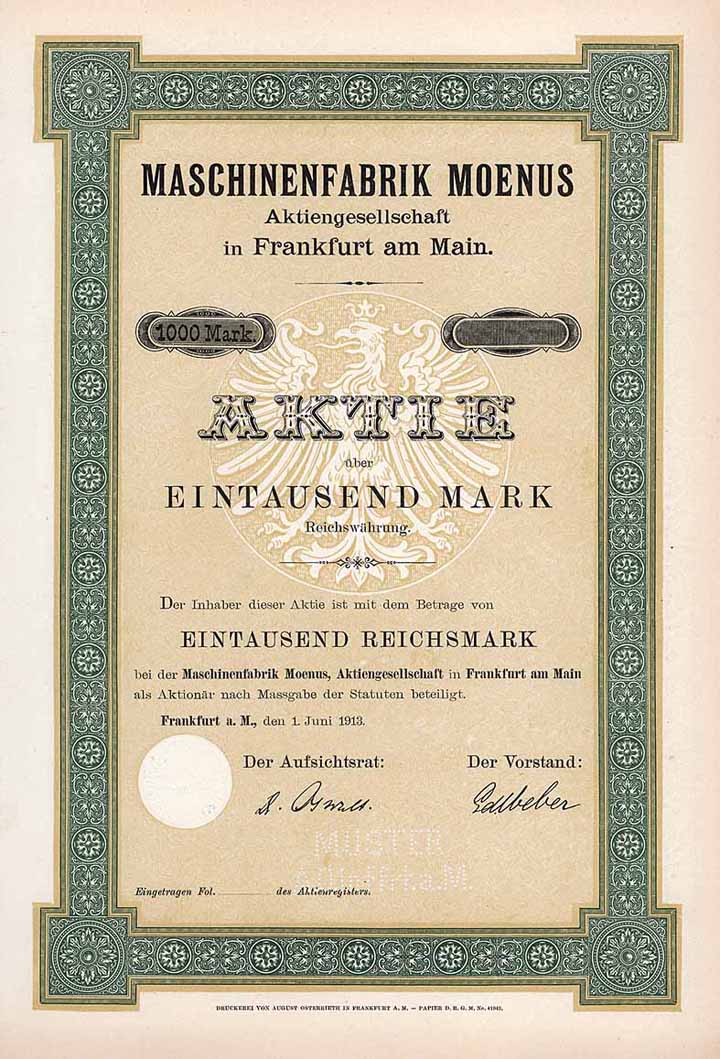 MASCHINENFABRIK MOENUS
Aktiengesellschaft
in Frankfurt am Main.
1000 Mark.
AKTIE
über
EINTAUSEND MARK
Reichswährung.
Der Inhaber dieser Aktie ist mit dem Betrage von
EINTAUSEND REICHSMARK
bei der Maschinenfabrik Moenus, Aktiengesellschaft in Frankfurt am Main
als Aktionär nach Massgabe der Statuten beteiligt.
Frankfurt a. M., den 1. Juni 1913.
Der Aufsichtsrat: Der Vorstand:
MUSTER
Eingetragen Fol. des Aktienregisters.
DRUCKEREI VON AUGUST OSTERRIETH IN FRANKFURT A. M. — PAPIER D. R. G. M. No.